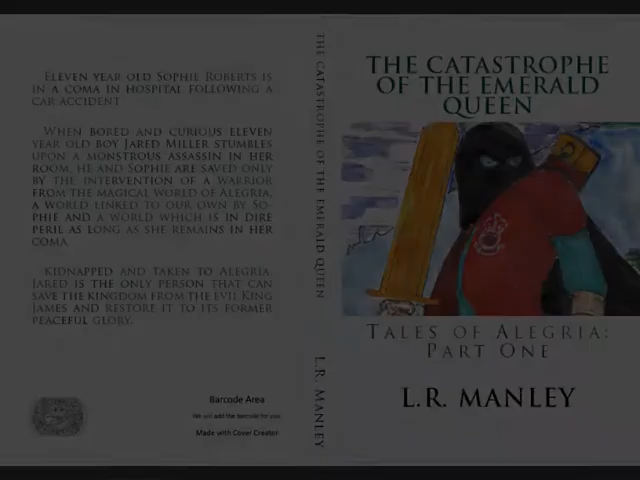 ELEVEN YEAR OLD SOPHIE ROBERTS IS
IN A COMA IN HOSPITAL FOLLOWING A
CAR ACCIDENT
WHEN BORED AND CURIOUS ELEVEN
YEAR OLD BOY JARED MILLER STUMBLES
UPON A MONSTROUS ASSASSIN IN HER
ROOM, HE AND SOPHIE ARE SAVED ONLY
BY THE INTERVENTION OF A WARRIOR
FROM THE MAGICAL WORLD OF ALEGRIA,
A WORLD LINKED TO OUR OWN BY SO-
PHIE AND A WORLD WHICH IS IN DIRE
PERIL AS LONG AS SHE REMAINS IN HER
COMA.
KIDNAPPED AND TAKEN TO ALEGRIA,
JARED IS THE ONLY PERSON THAT CAN
SAVE THE KINGDOM FROM THE EVIL KING
JAMES AND RESTORE IT TO ITS FORMER
PEACEFUL GLORY.
Barcode Area
We will add the barcode for you
Made with Cover Creator
THE CATASTROPHE OF THE EMERALD QUEEN
L.R. MANLEY
THE CATASTROPHE
OF THE EMERALD
QUEEN
TALES OF ALEGRIA:
PART ONE
L.R. MANLEY